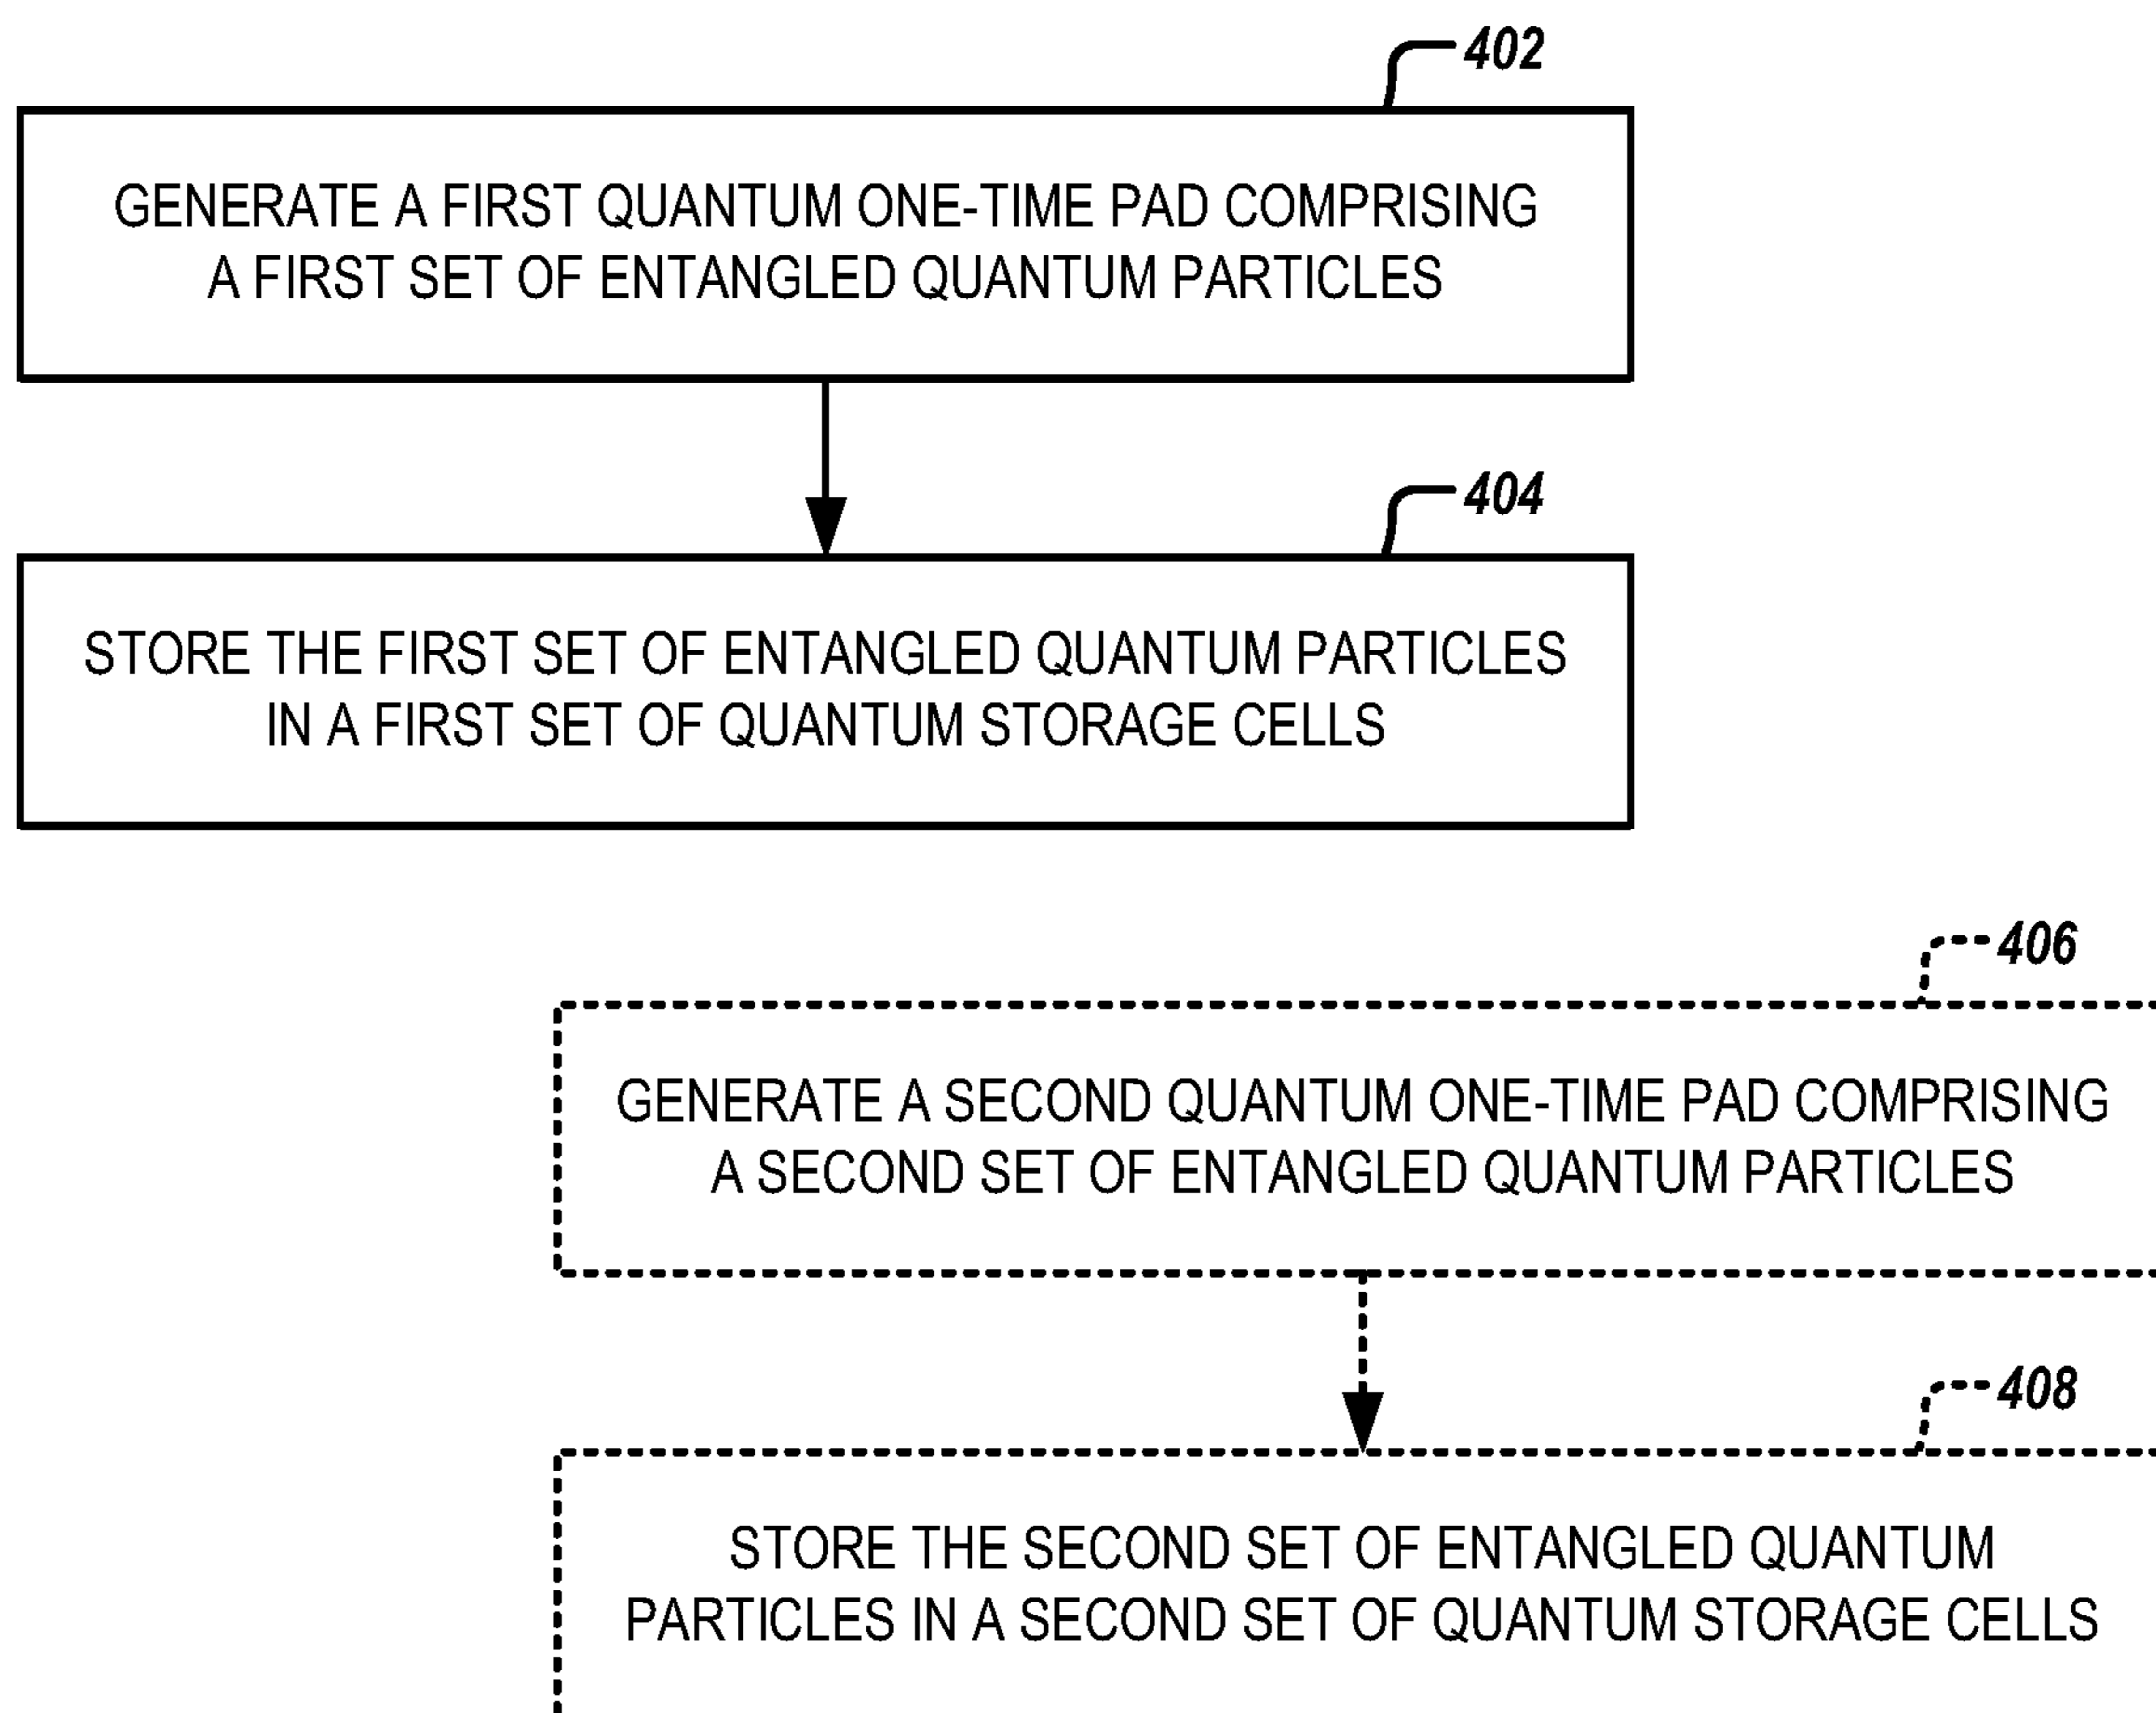 402
GENERATE A FIRST QUANTUM ONE-TIME PAD COMPRISING
A FIRST SET OF ENTANGLED QUANTUM PARTICLES
404
STORE THE FIRST SET OF ENTANGLED QUANTUM PARTICLES
IN A FIRST SET OF QUANTUM STORAGE CELLS
406
GENERATE A SECOND QUANTUM ONE-TIME PAD COMPRISING
A SECOND SET OF ENTANGLED QUANTUM PARTICLES
408
STORE THE SECOND SET OF ENTANGLED QUANTUM
PARTICLES IN A SECOND SET OF QUANTUM STORAGE CELLS